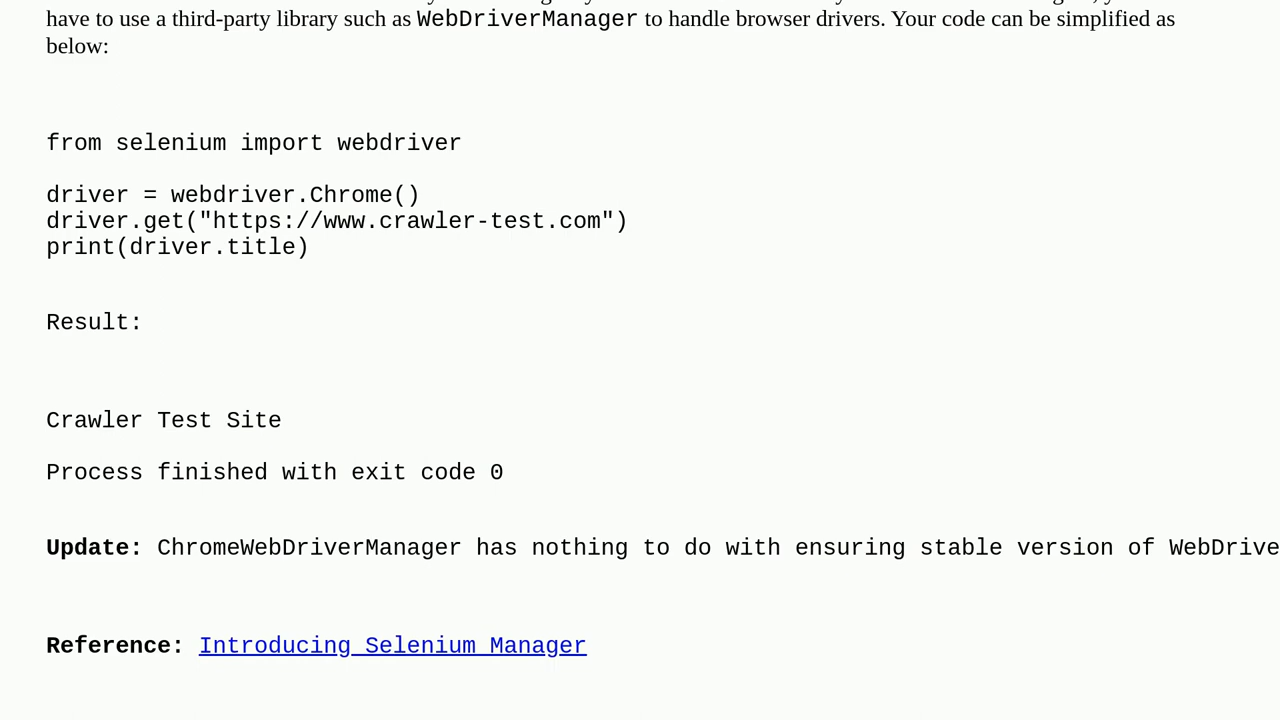 have to use a third-party library such as WebDriverManager to handle browser drivers. Your code can be simplified as
below:
from selenium import webdriver
driver = webdriver.Chrome()
driver.get("https://www.crawler-test.com")
print(driver.title)
Result:
Crawler Test Site
Process finished with exit code 0
Update: ChromeWebDriverManager has nothing to do with ensuring stable version of WebDrive
Reference: Introducing Selenium Manager